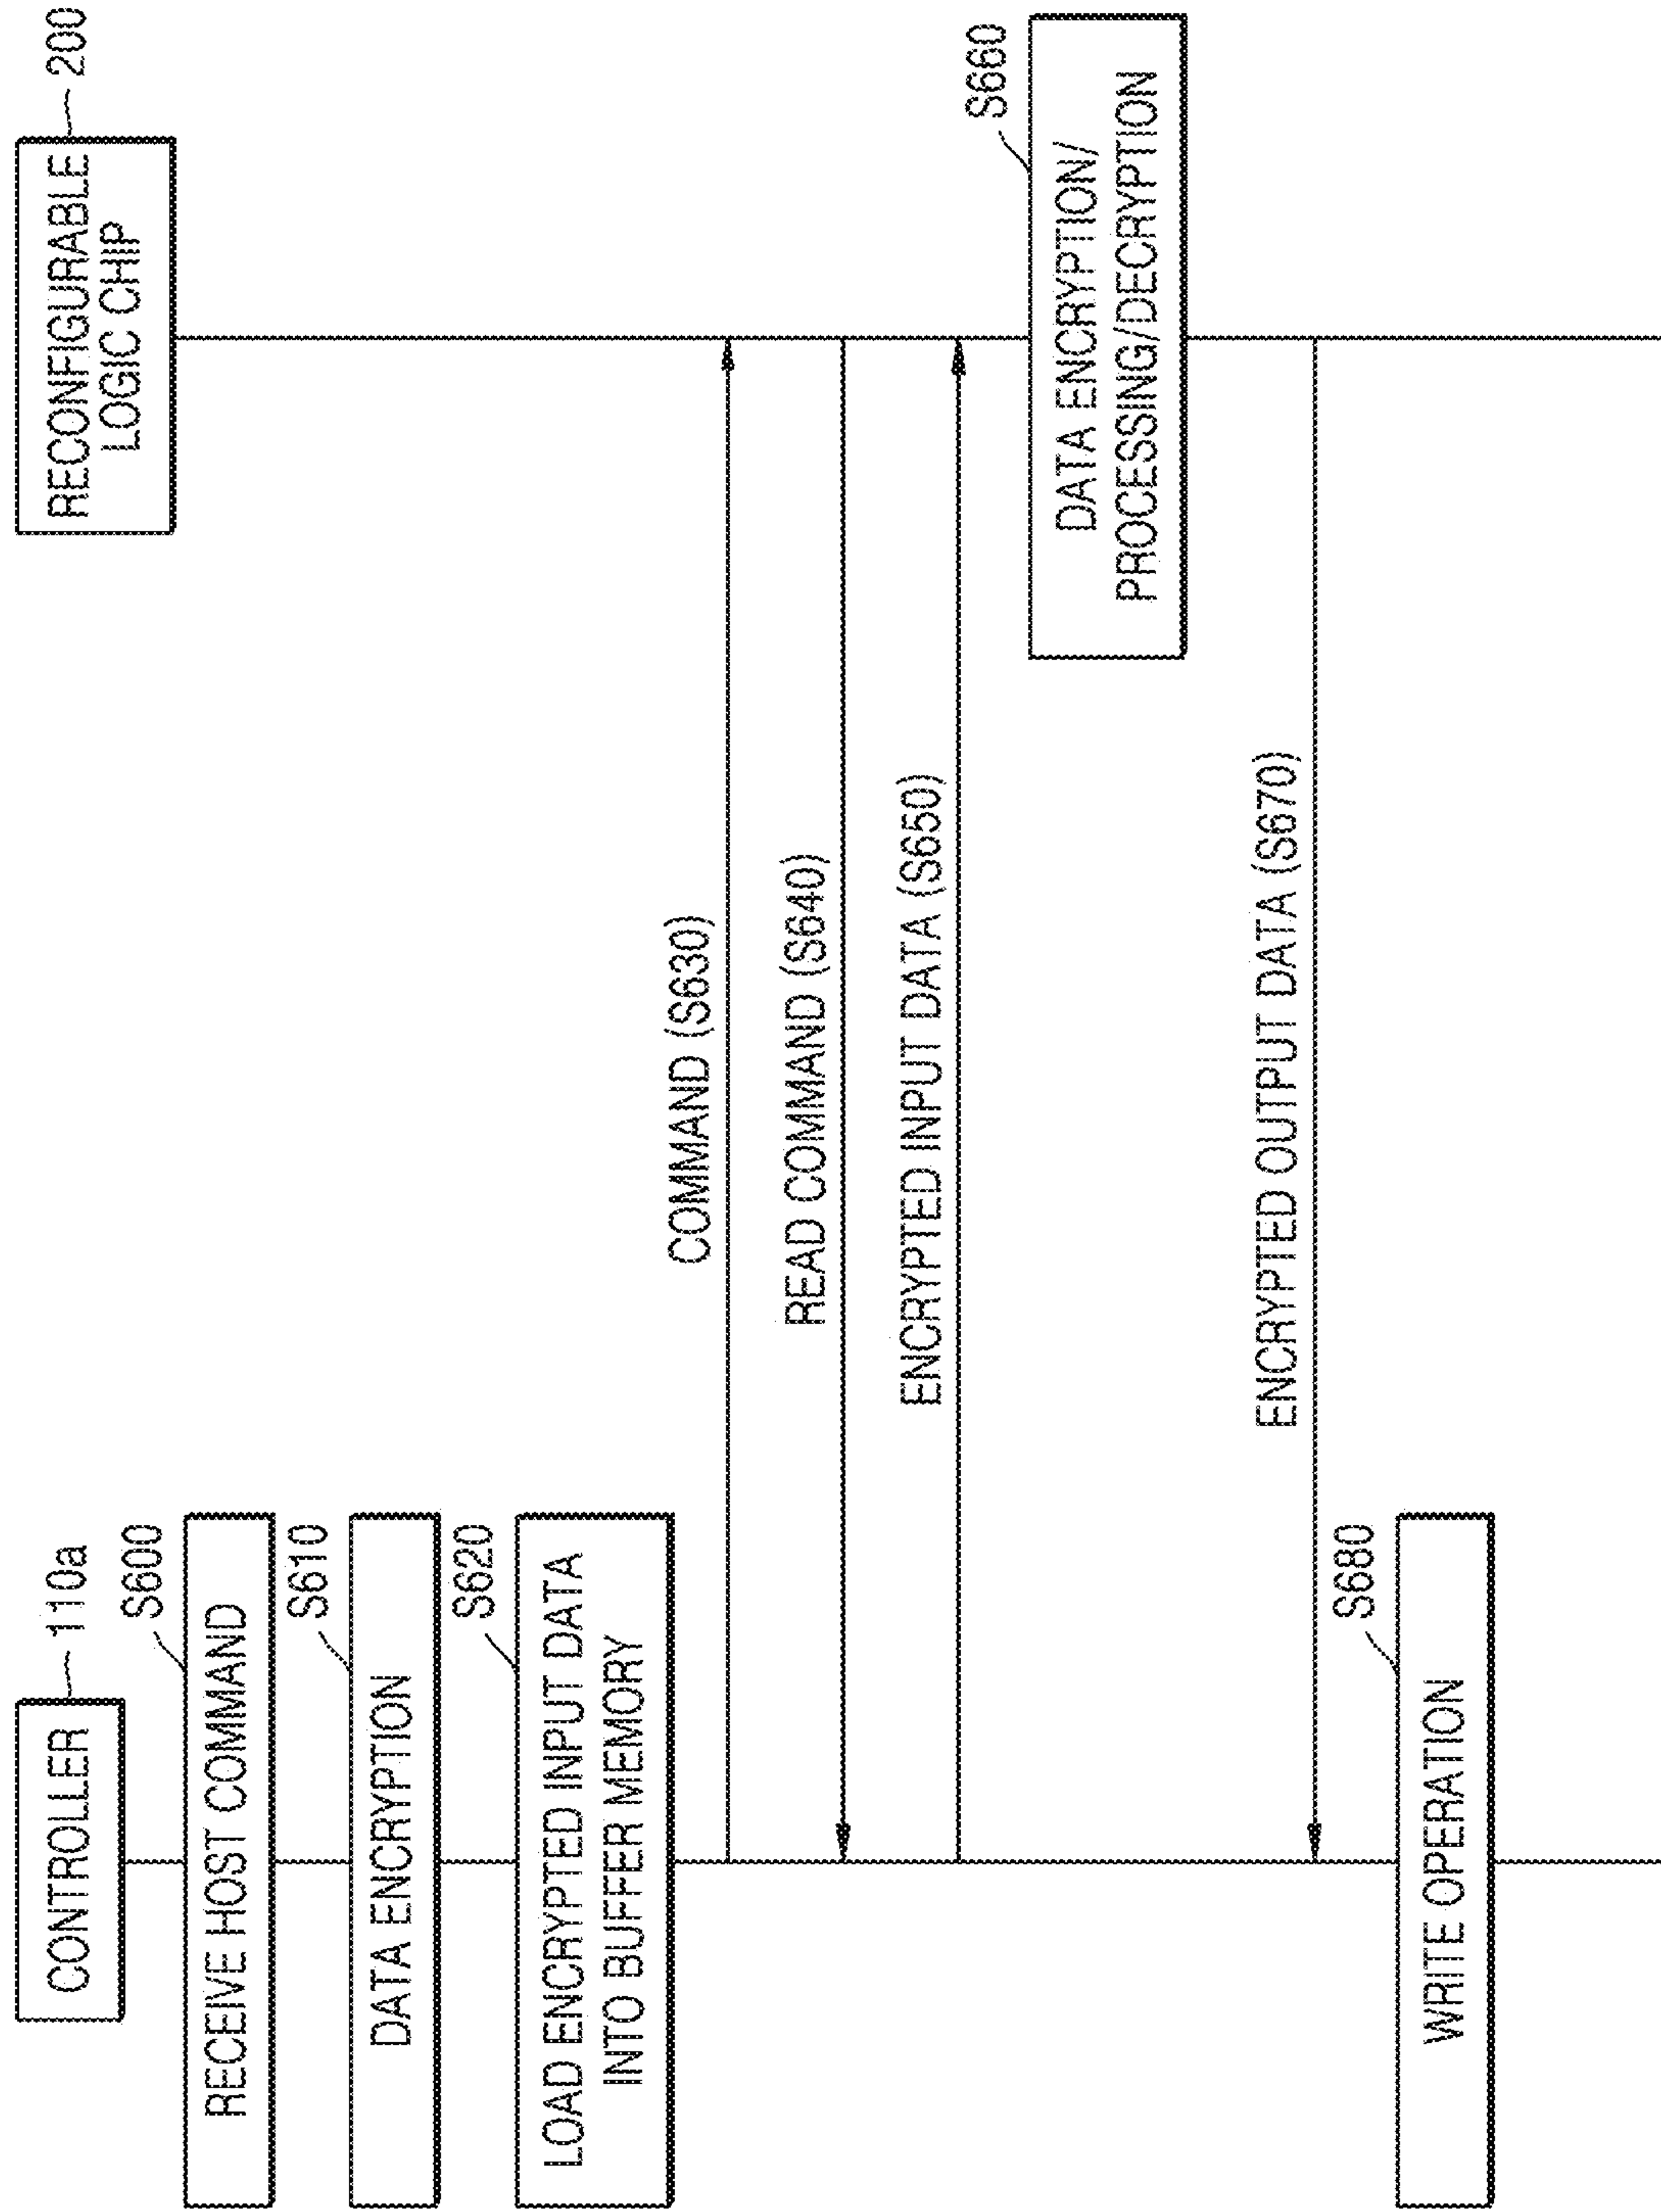 CONTROLLER
110a
RECONFIGURABLE
LOGIC CHIP
200
S600
RECEIVE HOST COMMAND
S610
DATA ENCRYPTION
S620
LOAD ENCRYPTED INPUT DATA
INTO BUFFER MEMORY
COMMAND (S630)
READ COMMAND (S640)
ENCRYPTED INPUT DATA (S650)
S660
DATA ENCRYPTION/
PROCESSING/DECRYPTION
ENCRYPTED OUTPUT DATA (S670)
S680
WRITE OPERATION